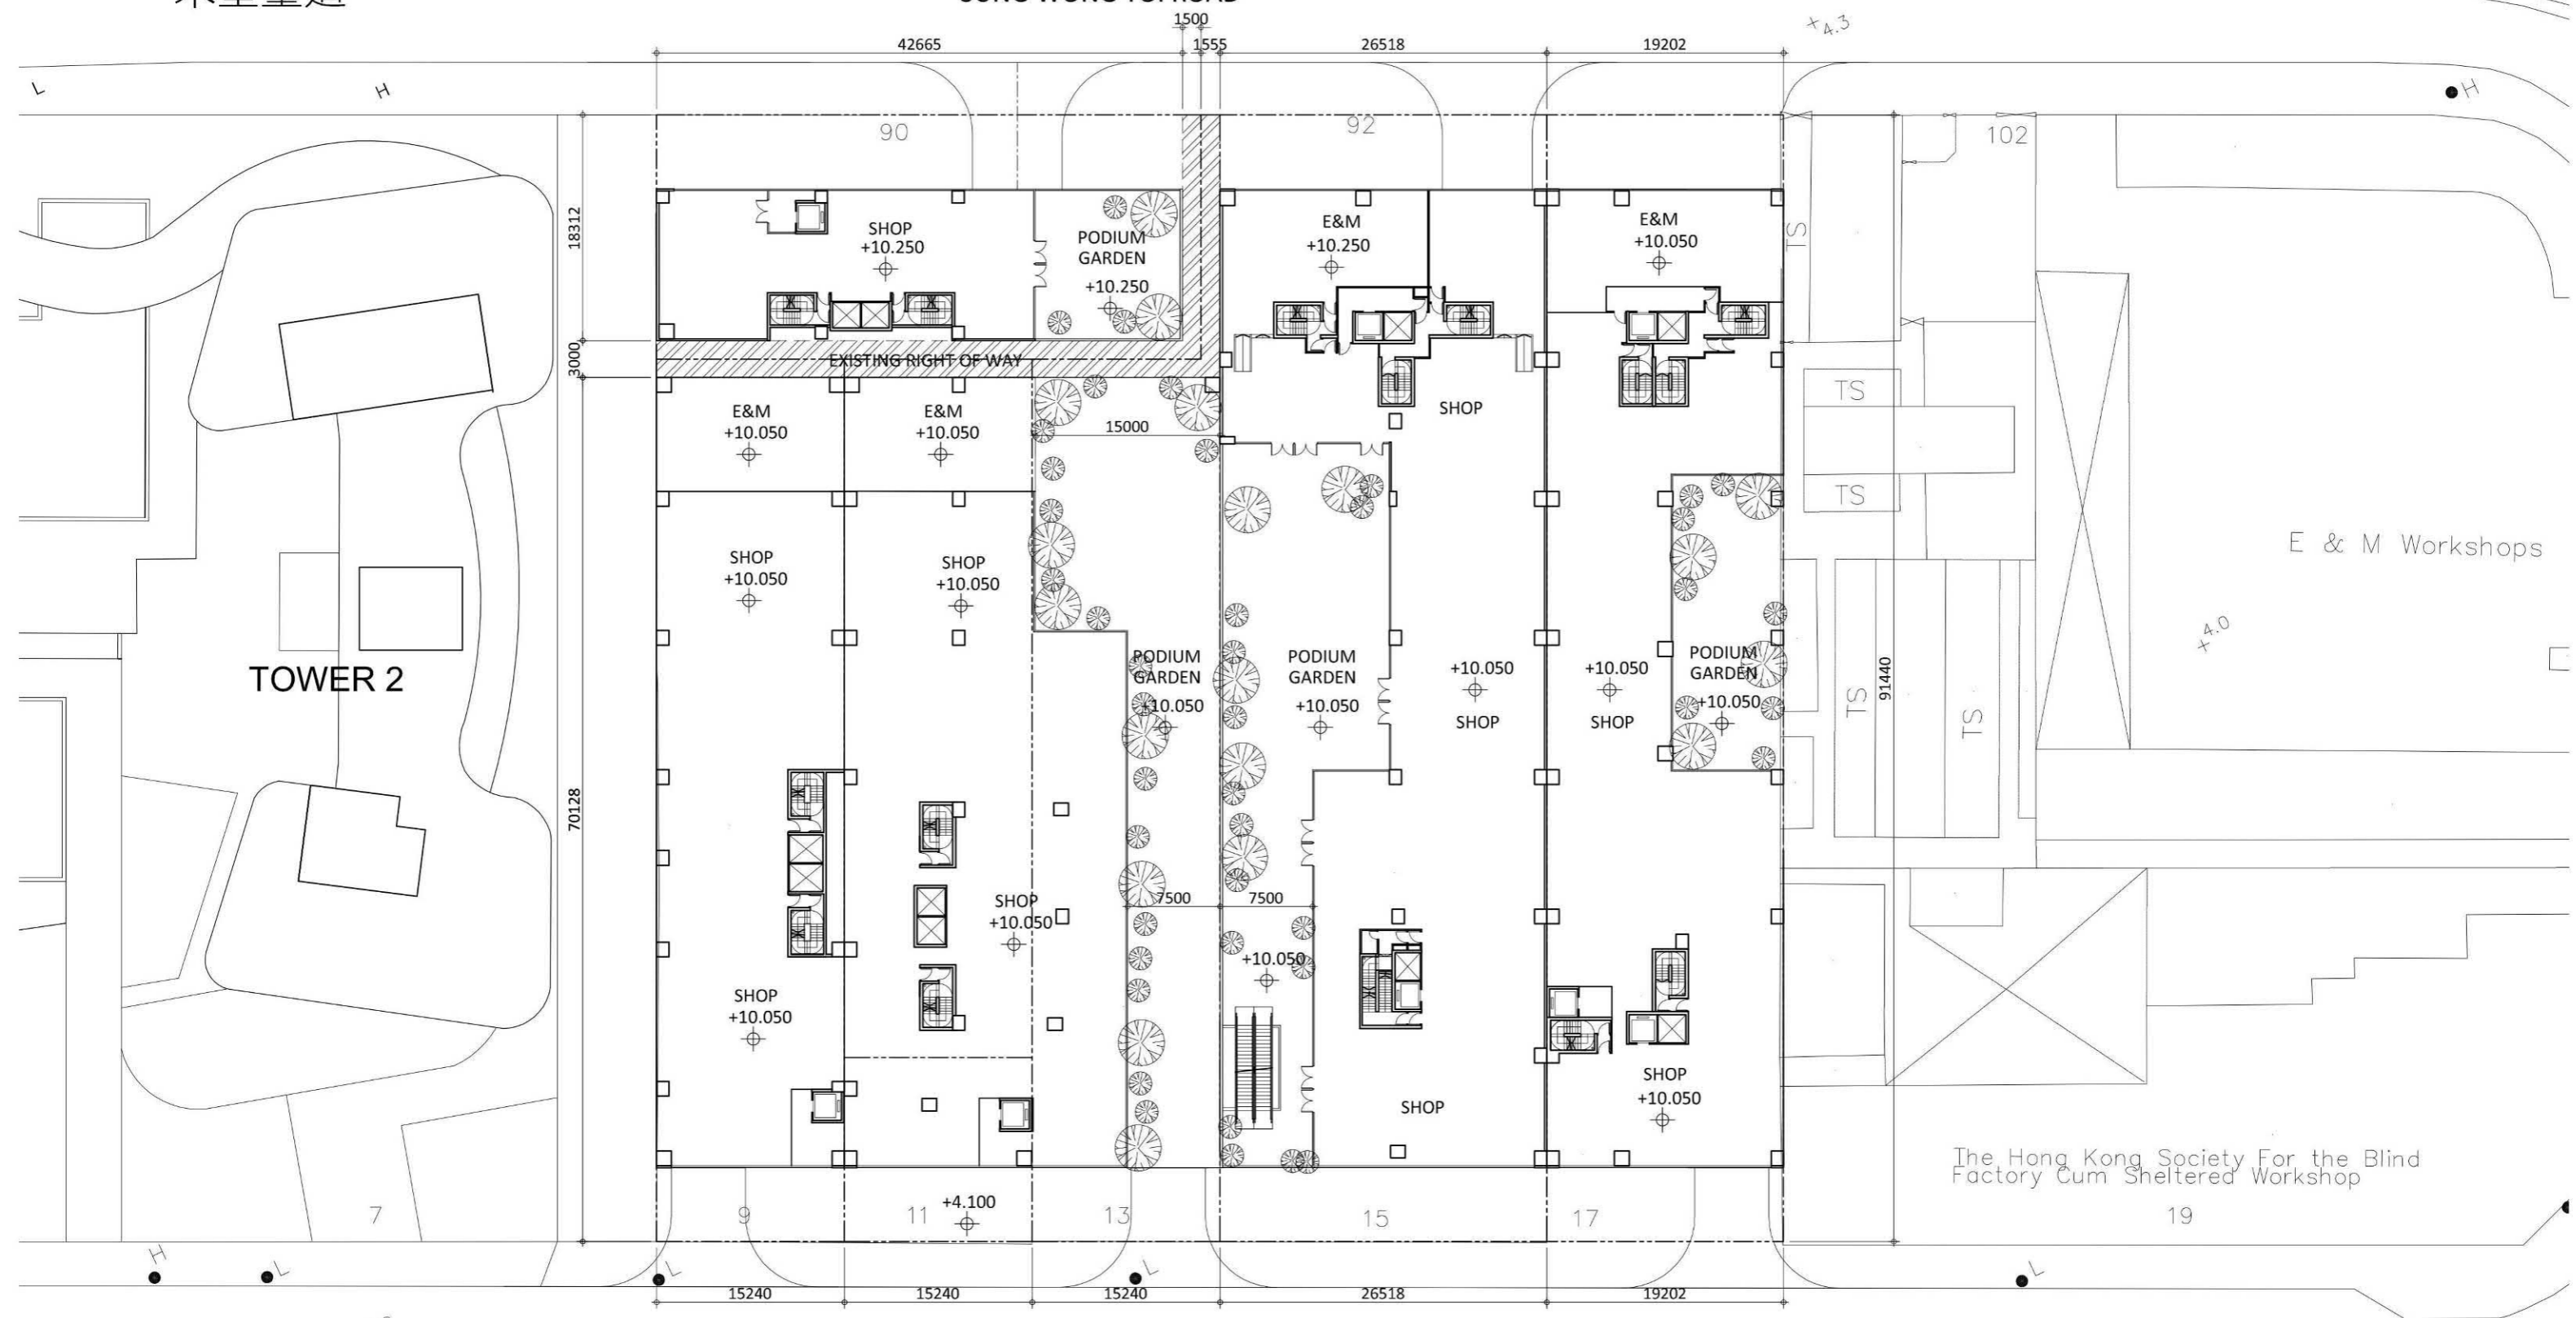 1500
42665
1555
26518
19202
4.3
L
H
H
90
92
102
18312
SHOP
+10.250
PODIUM
GARDEN
+10.250
E&M
+10.250
E&M
+10.050
TS
3000
EXISTING RIGHT OF WAY
E&M
+10.050
E&M
+10.050
15000
SHOP
TS
TS
SHOP
+10.050
SHOP
+10.050
E & M Workshops
4.0
TOWER 2
PODIUM
GARDEN
+10.050
PODIUM
GARDEN
+10.050
+10.050
SHOP
+10.050
SHOP
PODIUM
GARDEN
+10.050
TS
91440
TS
70128
SHOP
+10.050
7500
7500
+10.050
SHOP
+10.050
SHOP
SHOP
+10.050
The Hong Kong Society For the Blind
Factory Cum Sheltered Workshop
7
9
11
+4.100
13
15
17
19
H
L
L
L
L
15240
15240
15240
26518
19202